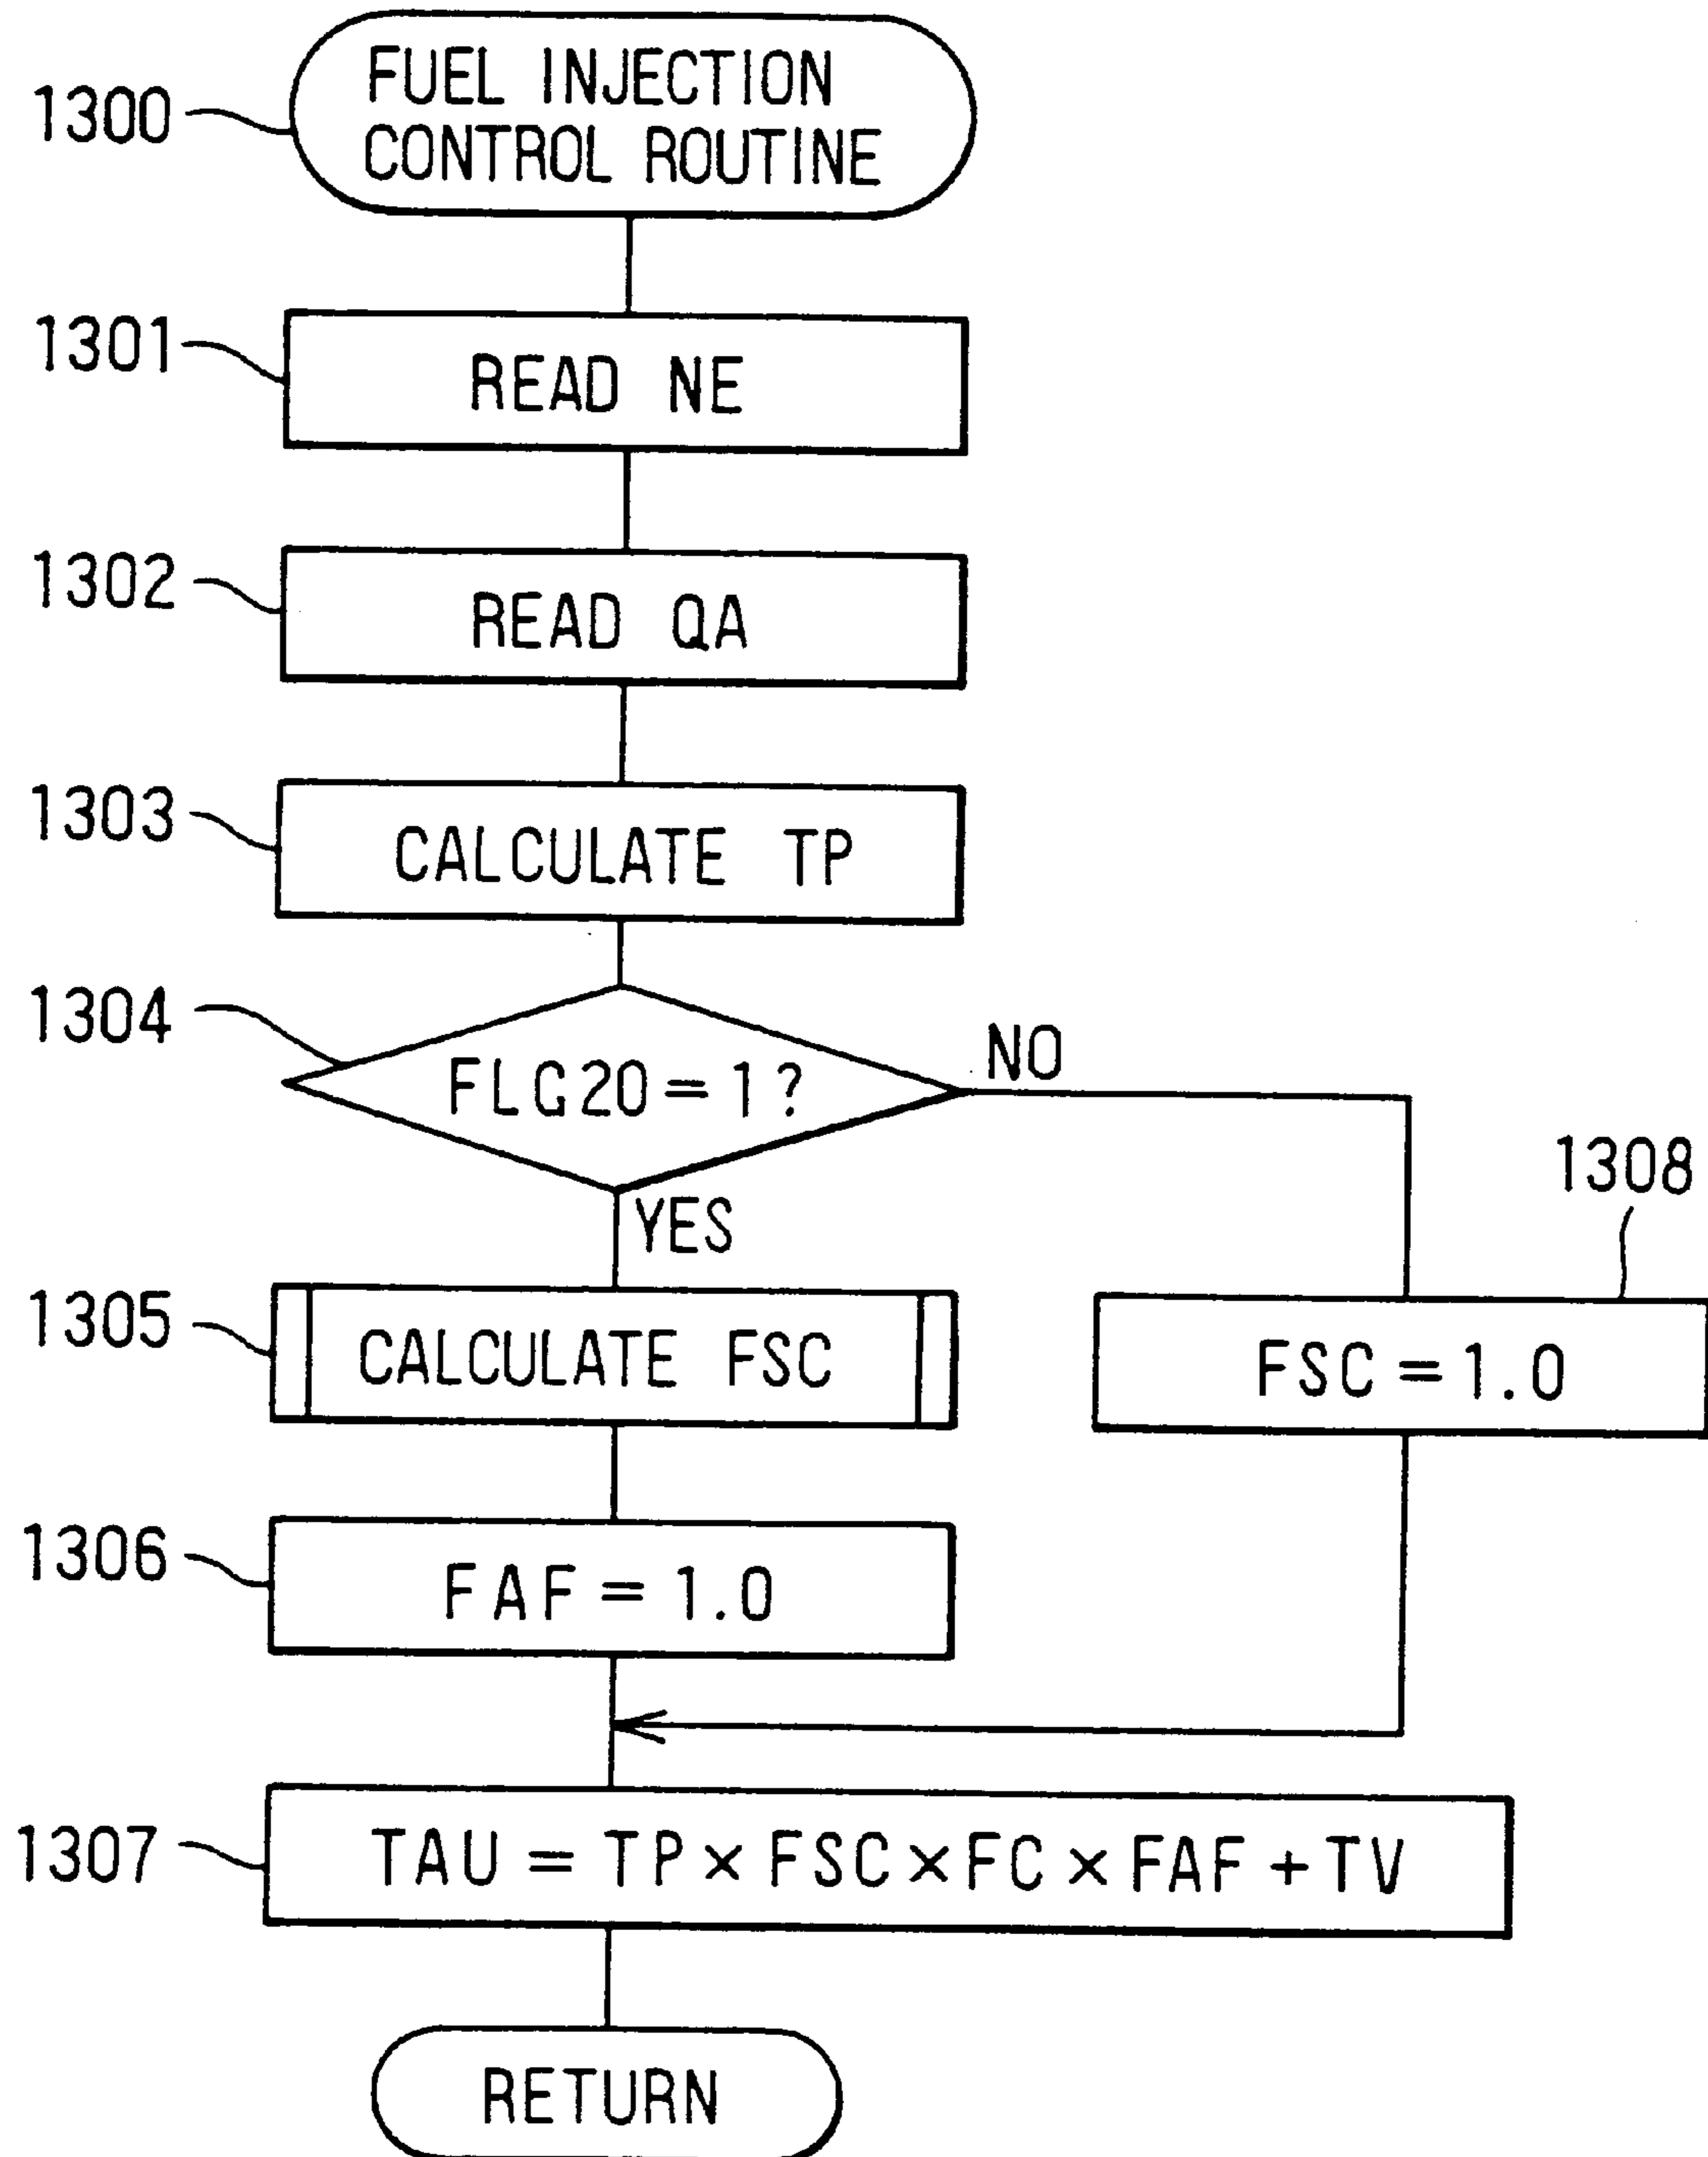 1300
FUEL INJECTION
CONTROL ROUTINE
1301
READ NE
1302
READ QA
1303
CALCULATE TP
1304
FLG20=1?
NO
YES
1308
1305
CALCULATE FSC
FSC=1.0
1306
FAF=1.0
1307
TAU = TP × FSC × FC × FAF + TV
RETURN